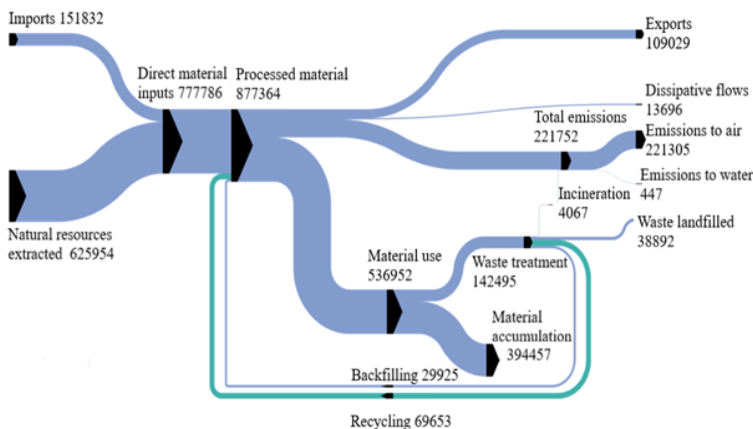 Imports 151832
Exports
109029
Direct material
inputs 777786
Processed material
877364
Dissipative flows
13696
Total emissions
221752
Emissions to air
221305
Emissions to water
447
Incineration
4067
Waste landfilled
38892
Natural resources
extracted 625954
Material use
536952
Waste treatment
142495
Material
accumulation
394457
Backfilling 29925
Recycling 69653